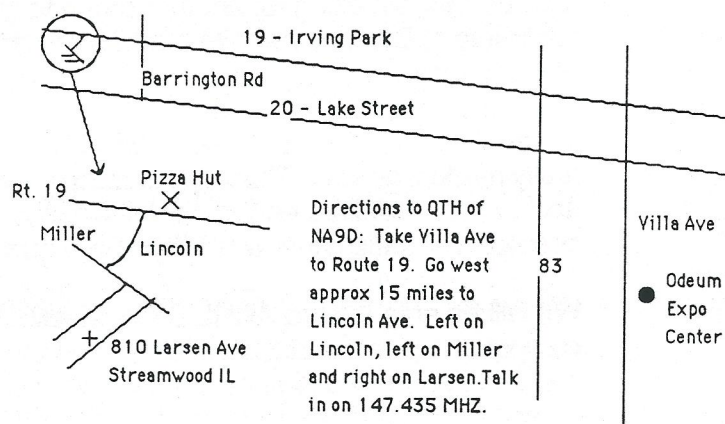 19 - Irving Park
Barrington Rd
20 - Lake Street
Rt. 19
Pizza Hut
Miller
Lincoln
810 Larsen Ave
Streamwood IL
Directions to QTH of
NA9D: Take Villa Ave
to Route 19. Go west
approx 15 miles to
Lincoln Ave. Left on
Lincoln, left on Miller
and right on Larsen.Talk
in on 147.435 MHZ.
83
Villa Ave
Odeum
Expo
Center